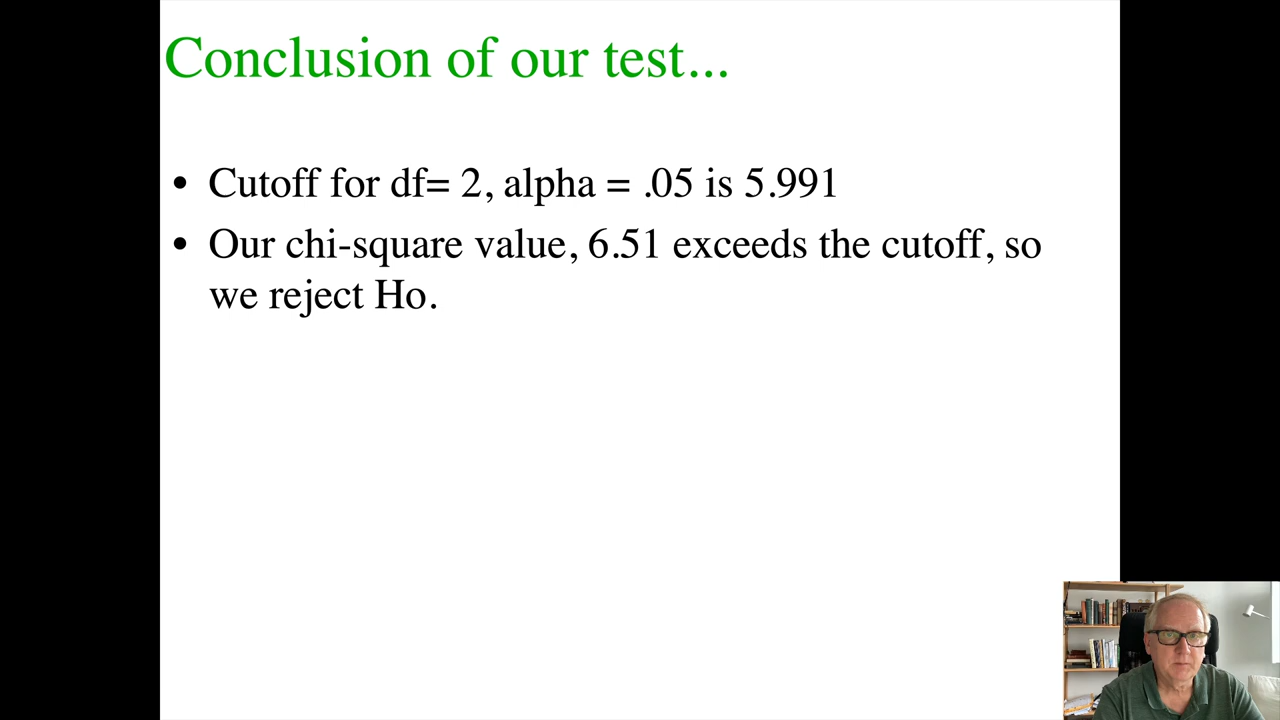 Conclusion of our test...
• Cutoff for df= 2, alpha = .05 is 5.991
• Our chi-square value, 6.51 exceeds the cutoff, so
we reject Ho.